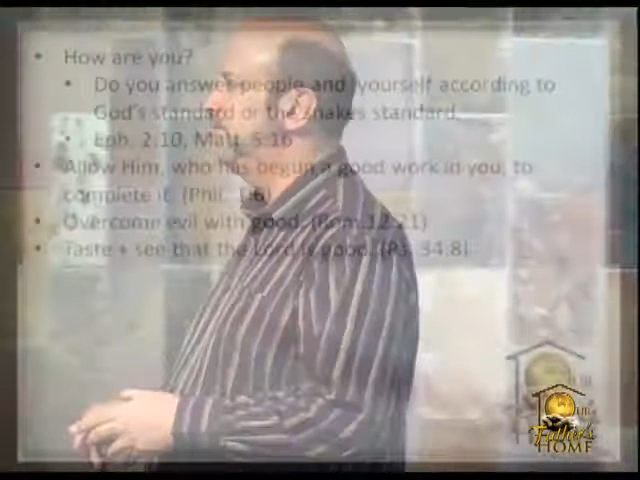 • How are you?
• Do you answer people and yourself according to
God's standard or the snakes standard.
• Eph. 2:10, Matt. 5:16
• Allow Him, who has begun a good work in you, to
complete it. (Phil. 1:6)
• Overcome evil with good. (Rom. 12:21)
• Taste + see that the Lord is good. (Ps. 34:8)
Our
Father's
HOME